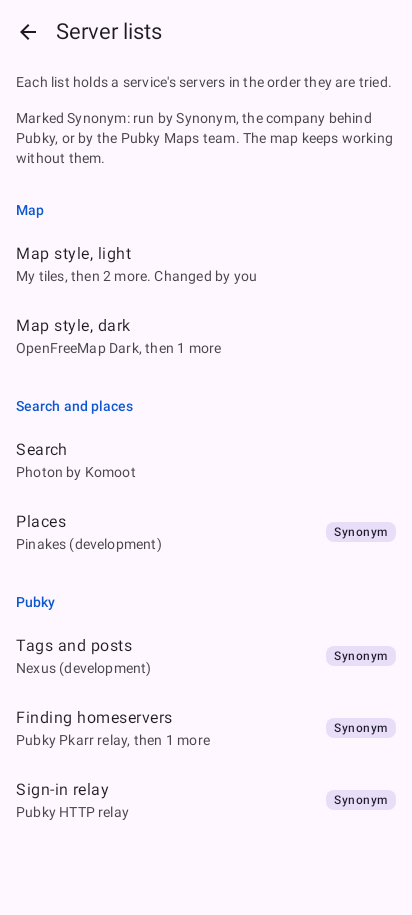 Server lists
Each list holds a service's servers in the order they are tried.
Marked Synonym: run by Synonym, the company behind
Pubky, or by the Pubky Maps team. The map keeps working
without them.
Map
Map style, light
My tiles, then 2 more. Changed by you
Map style, dark
OpenFreeMap Dark, then 1 more
Search and places
Search
Photon by Komoot
Places
Pinakes (development)
Synonym
Pubky
Tags and posts
Nexus (development)
Synonym
Finding homeservers
Pubky Pkarr relay, then 1 more
Synonym
Sign-in relay
Pubky HTTP relay
Synonym